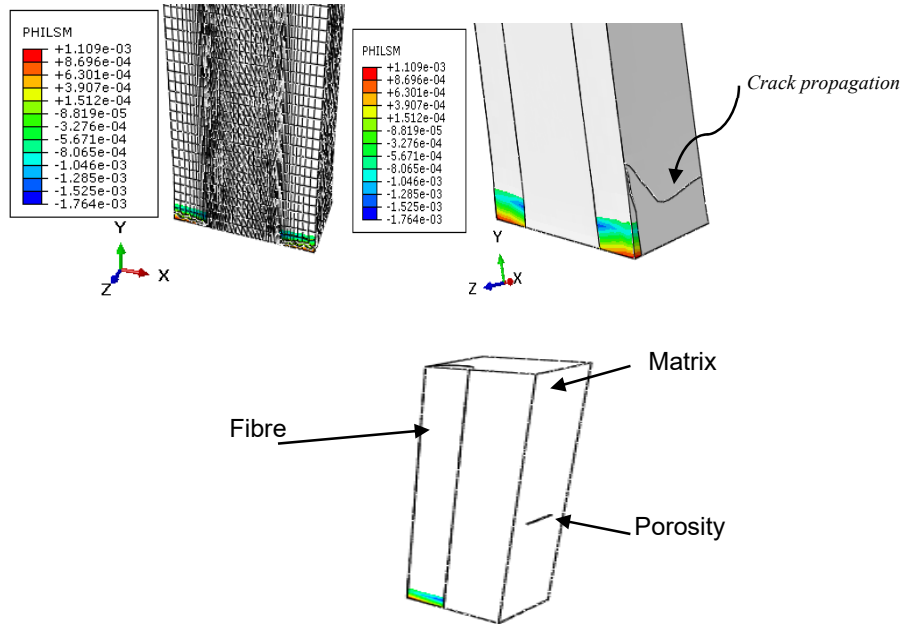 PHILSM
+1.109e-03
+8.696e-04
+6.301e-04
+3.907e-04
+1.512e-04
-8.819e-05
-3.276e-04
-5.671e-04
-8.065e-04
-1.046e-03
-1.285e-03
-1.525e-03
-1.764e-03
Y
X
Z
PHILSM
+1.109e-03
+8.696e-04
+6.301e-04
+3.907e-04
+1.512e-04
-8.819e-05
-3.276e-04
-5.671e-04
-8.065e-04
-1.046e-03
-1.285e-03
-1.525e-03
-1.764e-03
Crack propagation
Y
Z
X
Matrix
Fibre
Porosity